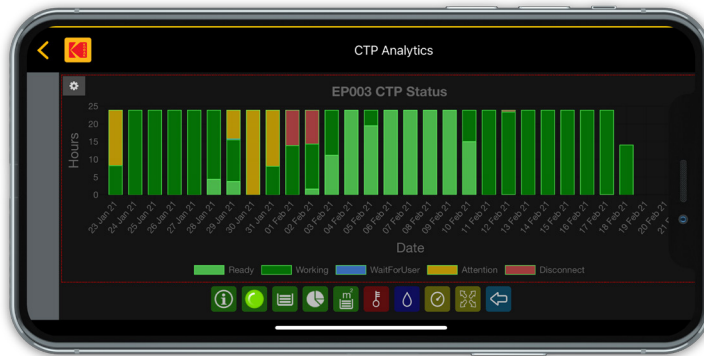 CTP Analytics
EP003 CTP Status
Hours
25
20
15
10
5
0
23 Jan 21
24 Jan 21
25 Jan 21
26 Jan 21
27 Jan 21
28 Jan 21
29 Jan 21
30 Jan 21
31 Jan 21
01 Feb 21
02 Feb 21
03 Feb 21
04 Feb 21
05 Feb 21
06 Feb 21
07 Feb 21
08 Feb 21
09 Feb 21
10 Feb 21
11 Feb 21
12 Feb 21
13 Feb 21
14 Feb 21
15 Feb 21
16 Feb 21
17 Feb 21
18 Feb 21
19 Feb 21
20 Feb 21
Date
Ready Working WaitForUser Attention Disconnect
m²